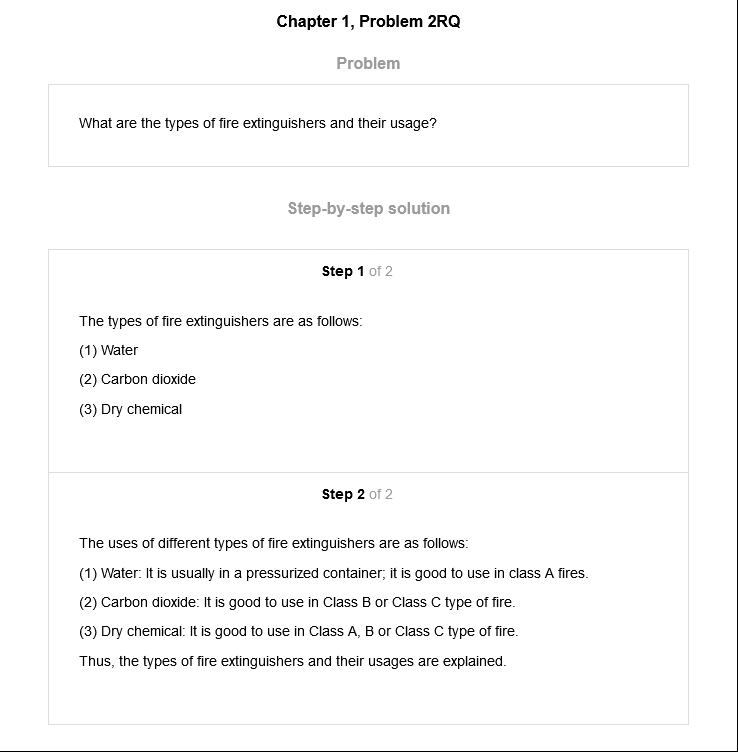 Chapter 1, Problem 2RQ
Problem
What are the types of fire extinguishers and their usage?
Step-by-step solution
Step 1 of 2
The types of fire extinguishers are as follows:
(1) Water
(2) Carbon dioxide
(3) Dry chemical
Step 2 of 2
The uses of different types of fire extinguishers are as follows:
(1) Water: It is usually in a pressurized container; it is good to use in class A fires.
(2) Carbon dioxide: It is good to use in Class B or Class C type of fire.
(3) Dry chemical: It is good to use in Class A, B or Class C type of fire.
Thus, the types of fire extinguishers and their usages are explained.